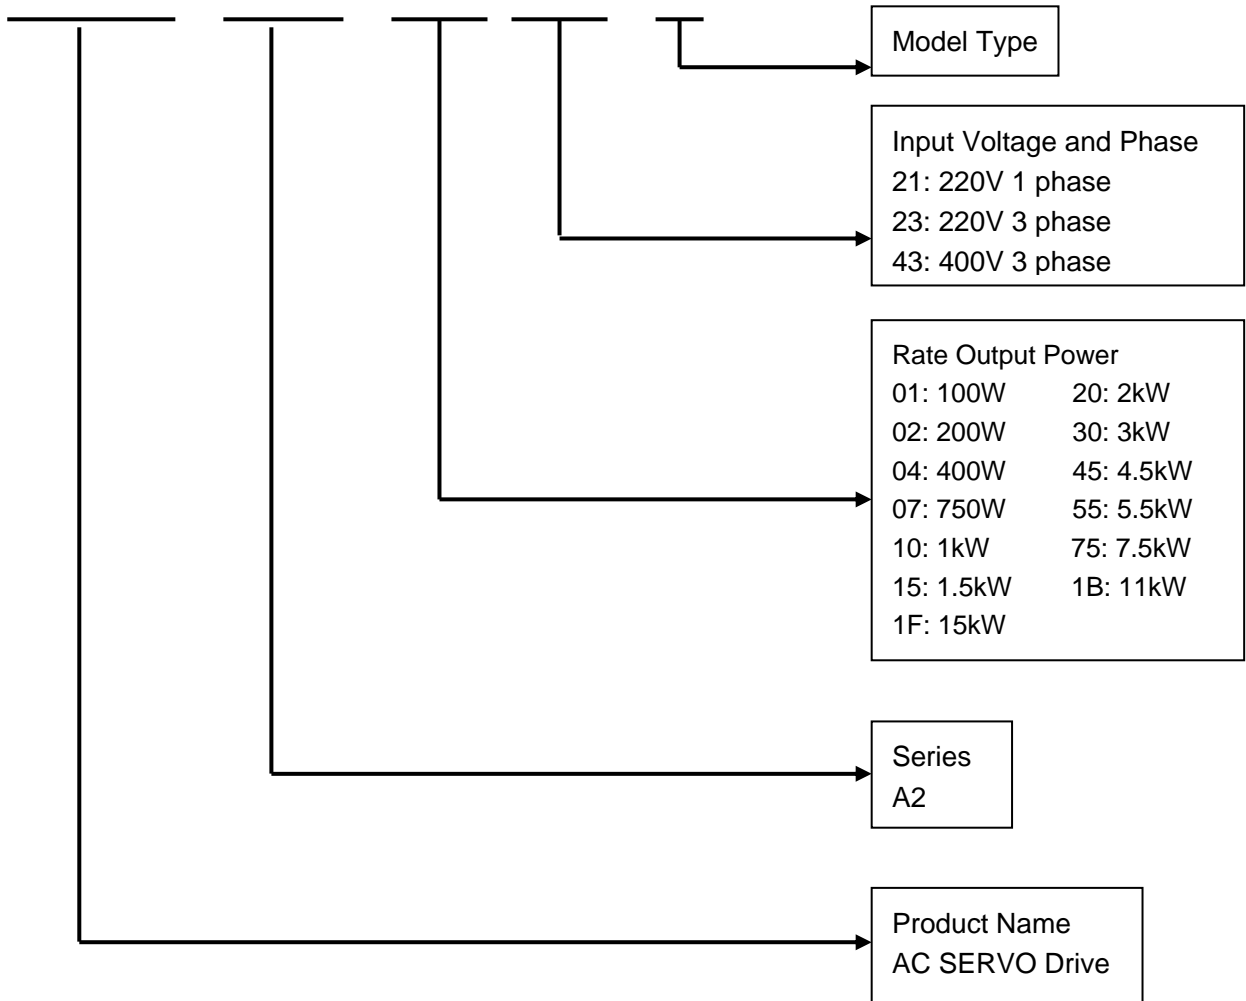 Model Type
Input Voltage and Phase
21: 220V 1 phase
23: 220V 3 phase
43: 400V 3 phase
Rate Output Power
01: 100W 20: 2kW
02: 200W 30: 3kW
04: 400W 45: 4.5kW
07: 750W 55: 5.5kW
10: 1kW 75: 7.5kW
15: 1.5kW 1B: 11kW
1F: 15kW
Series
A2
Product Name
AC SERVO Drive